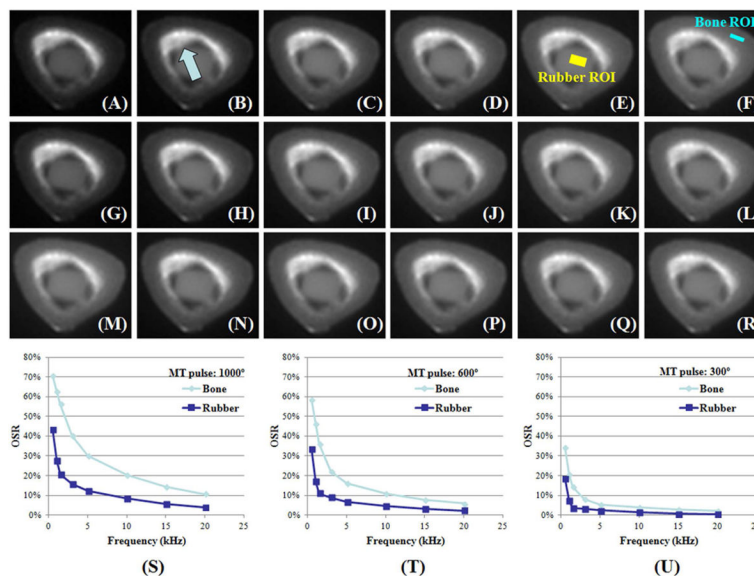 Bone ROI
Rubber ROI
(A) (B) (C) (D) (E) (F)
(G) (H) (I) (J) (K) (L)
(M) (N) (O) (P) (Q) (R)
80%
70%
60%
50%
40%
30%
20%
10%
0%
OSR
MT pulse: 1000°
Bone
Rubber
0 5 10 15 20 25
Frequency (kHz)
(S)
80%
70%
60%
50%
40%
30%
20%
10%
0%
OSR
MT pulse: 600°
Bone
Rubber
0 5 10 15 20 25
Frequency (kHz)
(T)
80%
70%
60%
50%
40%
30%
20%
10%
0%
OSR
MT pulse: 300°
Bone
Rubber
0 5 10 15 20 25
Frequency (kHz)
(U)